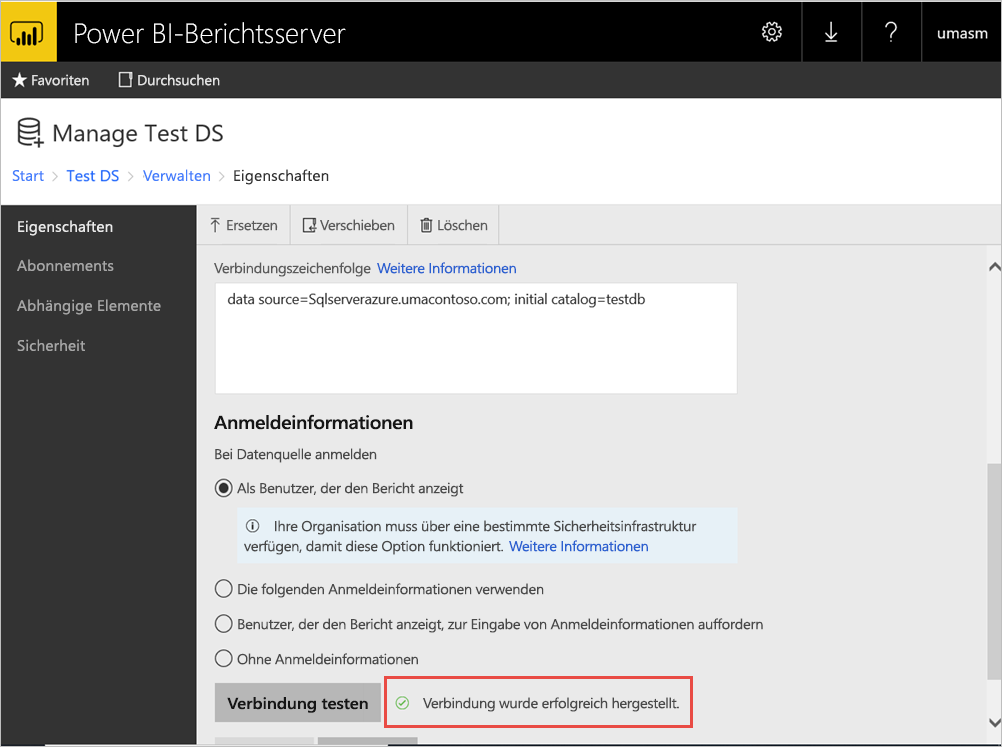 Power BI-Berichtsserver
?
umasm
Favoriten Durchsuchen
Manage Test DS
Start > Test DS > Verwalten > Eigenschaften
Eigenschaften
Abonnements
Abhängige Elemente
Sicherheit
Ersetzen Verschieben Löschen
Verbindungszeichenfolge Weitere Informationen
data source=Sqlserverazure.umacontoso.com; initial catalog=testdb
Anmeldeinformationen
Bei Datenquelle anmelden
Als Benutzer, der den Bericht anzeigt
Ihre Organisation muss über eine bestimmte Sicherheitsinfrastruktur
verfügen, damit diese Option funktioniert. Weitere Informationen
Die folgenden Anmeldeinformationen verwenden
Benutzer, der den Bericht anzeigt, zur Eingabe von Anmeldeinformationen auffordern
Ohne Anmeldeinformationen
Verbindung testen Verbindung wurde erfolgreich hergestellt.